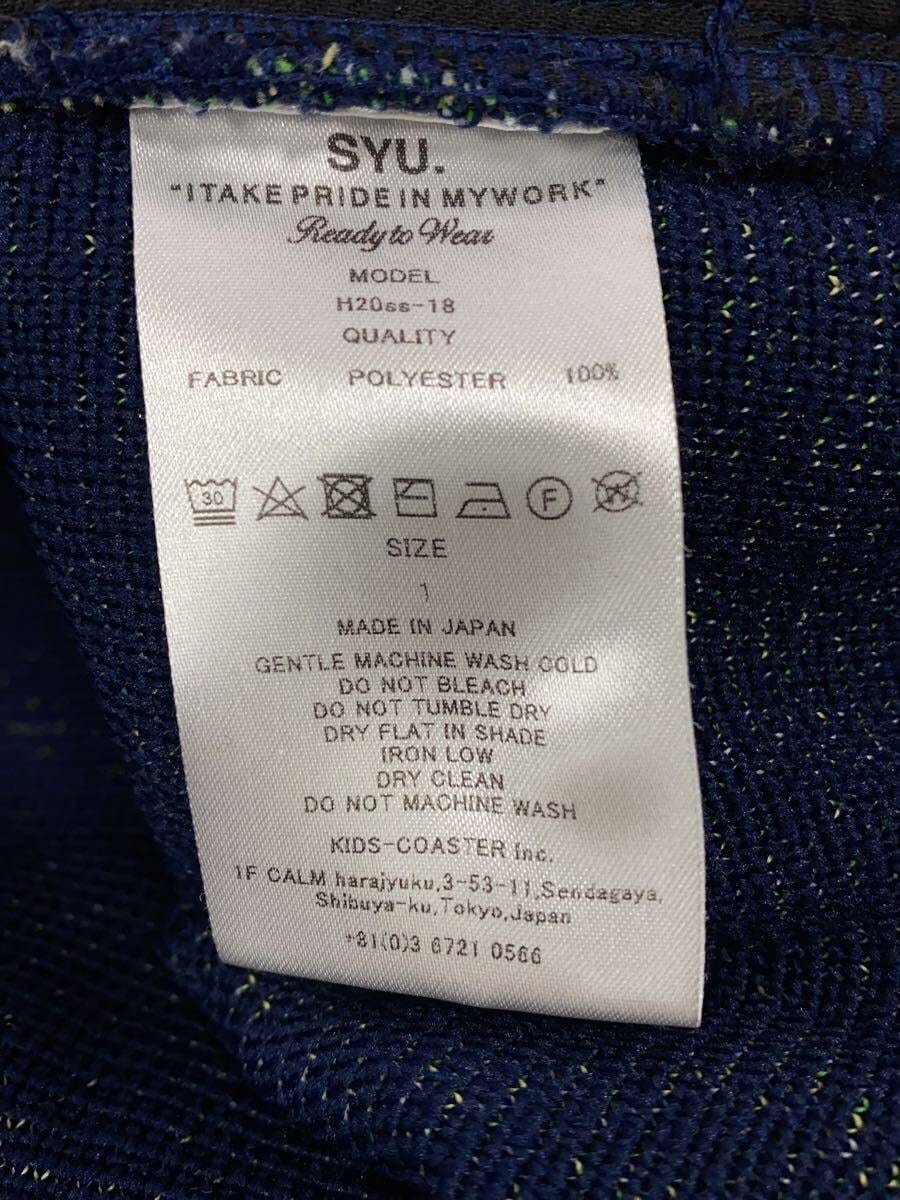 SYU.
"ITAKE PRIDE IN MYWORK"
Ready to Wear
MODEL
H20ss-18
QUALITY
FABRIC POLYESTER 100%
30 F W
SIZE
1
MADE IN JAPAN
GENTLE MACHINE WASH COLD
DO NOT BLEACH
DO NOT TUMBLE DRY
DRY FLAT IN SHADE
IRON LOW
DRY CLEAN
DO NOT MACHINE WASH
KIDS-COASTER Inc.
1F CALM harajyuku,3-53-11,Sendagaya,
Shibuya-ku,Tokyo,Japan
+81(0)3 6721 0566